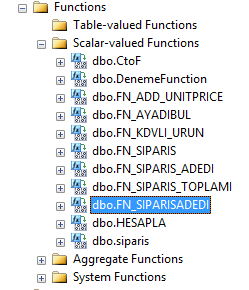 Functions
Table-valued Functions
Scalar-valued Functions
dbo.CtoF
dbo.DenemeFunction
dbo.FN_ADD_UNITPRICE
dbo.FN_AYADIBUL
dbo.FN_KDVLI_URUN
dbo.FN_SIPARIS
dbo.FN_SIPARIS_ADEDI
dbo.FN_SIPARIS_TOPLAMI
dbo.FN_SIPARISADEDI
dbo.HESAPLA
dbo.siparis
Aggregate Functions
System Functions